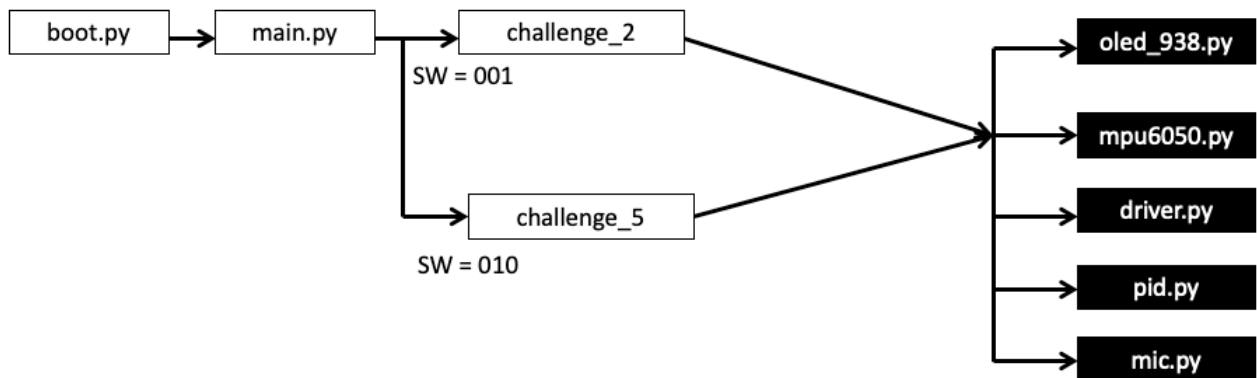 boot.py
main.py
challenge_2
SW = 001
challenge_5
SW = 010
oled_938.py
mpu6050.py
driver.py
pid.py
mic.py